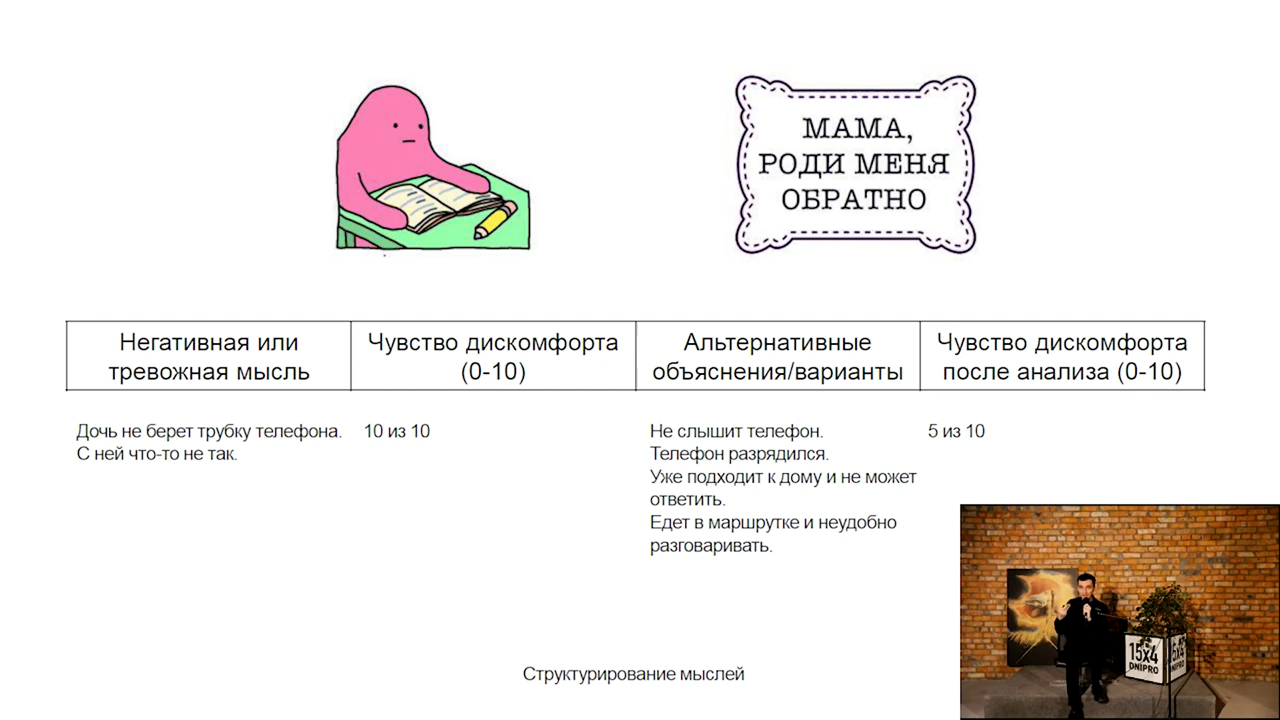 МАМА,
РОДИ МЕНЯ
ОБРАТНО
Негативная или
тревожная мысль
Чувство дискомфорта
(0-10)
Альтернативные
объяснения/варианты
Чувство дискомфорта
после анализа (0-10)
Дочь не берет трубку телефона.
С ней что-то не так.
10 из 10
Не слышит телефон.
Телефон разрядился.
Уже подходит к дому и не может
ответить.
Едет в маршрутке и неудобно
разговаривать.
5 из 10
Структурирование мыслей
15x4
DNIPRO
15x4